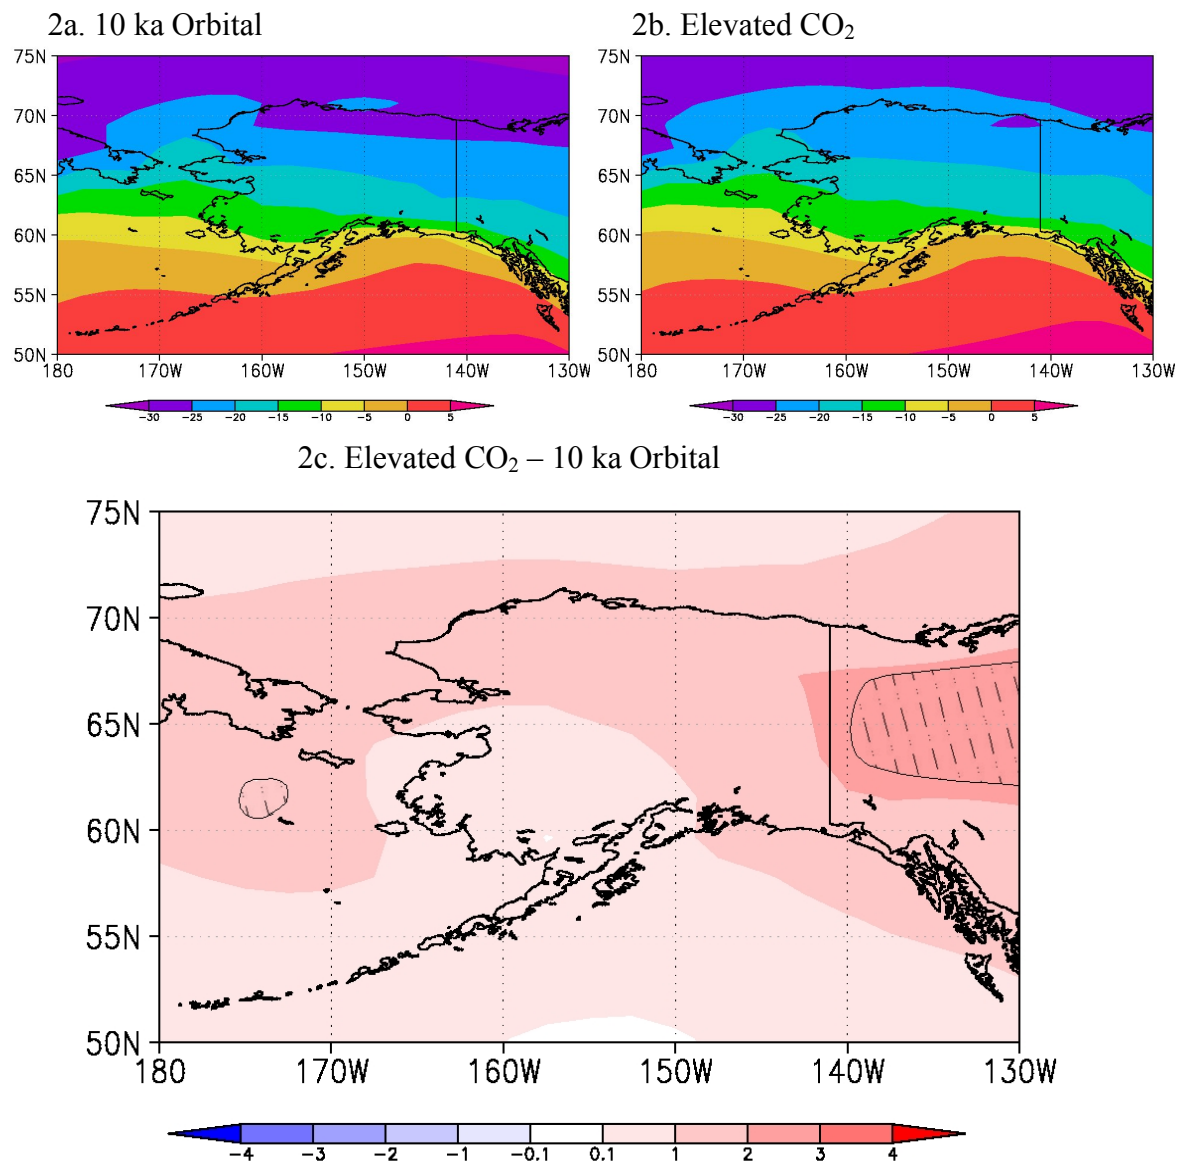 2a. 10 ka Orbital
2b. Elevated CO₂
75N
70N
65N
60N
55N
50N
180
170W
160W
150W
140W
130W
-30
-25
-20
-15
-10
-5
0
5
75N
70N
65N
60N
55N
50N
180
170W
160W
150W
140W
130W
-30
-25
-20
-15
-10
-5
0
5
2c. Elevated CO₂ – 10 ka Orbital
75N
70N
65N
60N
55N
50N
180
170W
160W
150W
140W
130W
-4
-3
-2
-1
-0.1
0.1
1
2
3
4